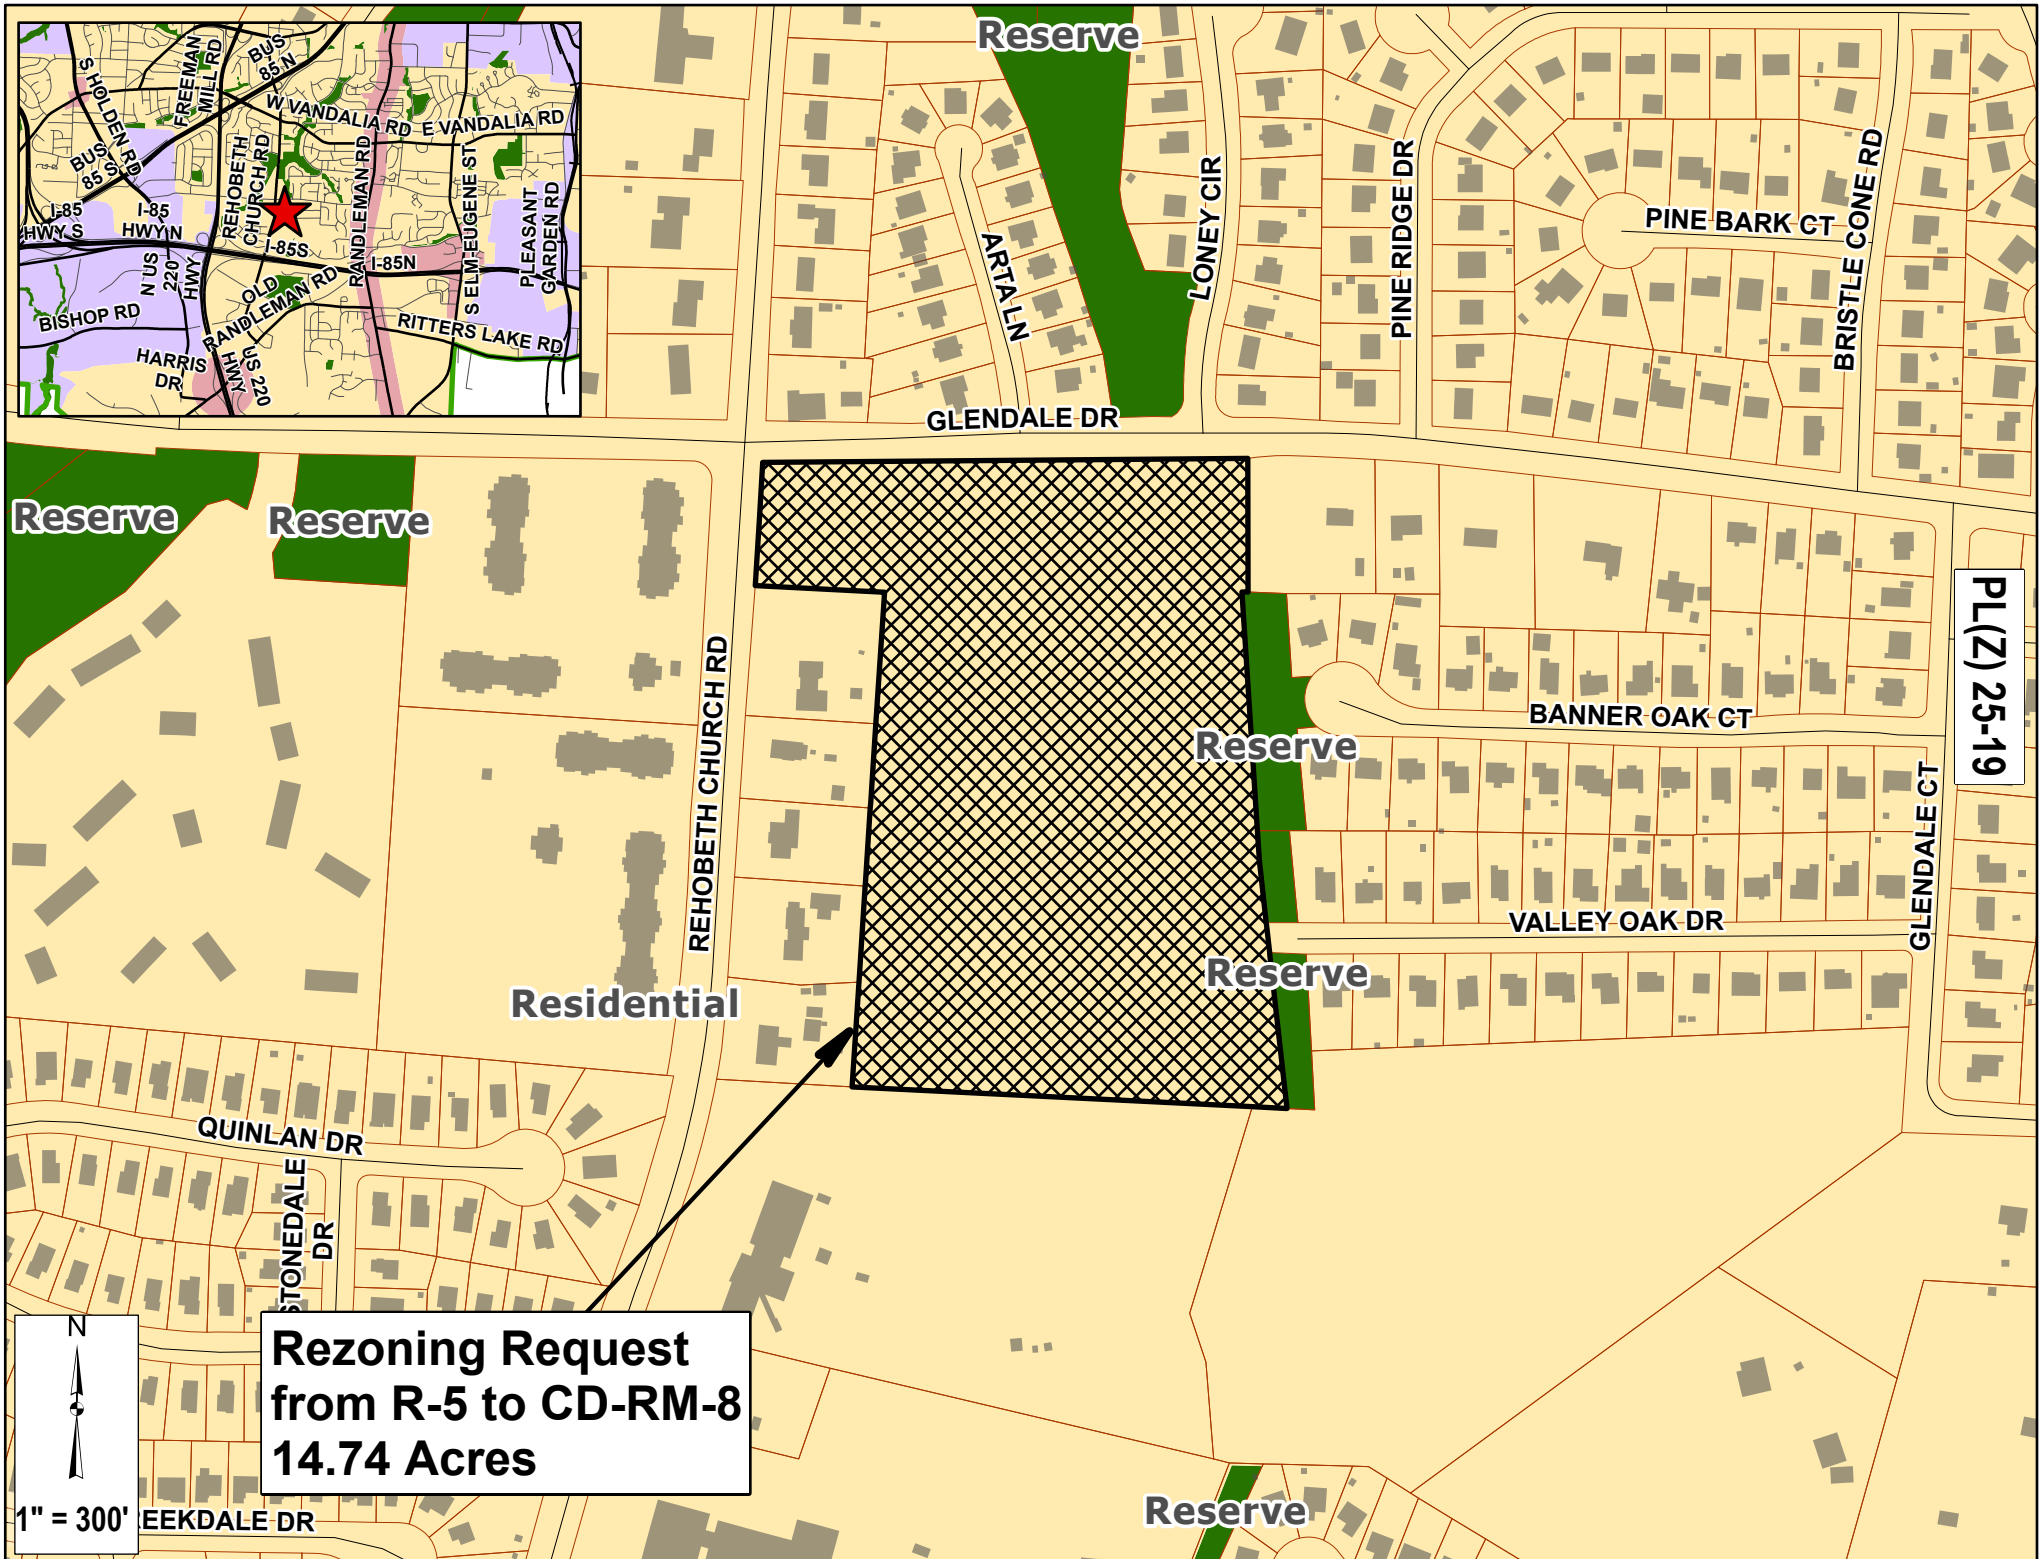 S HOLDEN RD
FREEMAN
MILL RD
BUS
85 N
W VANDALIA RD
E VANDALIA RD
BUS
85 S
REHOBETH
CHURCH RD
RANDLEMAN RD
S ELM-EUGENE ST
PLEASANT
GARDEN RD
I-85
HWY S
I-85
HWY N
I-85S
I-85N
N US
220
HWY
OLD
RANDLEMAN RD
BISHOP RD
HARRIS
DR
US 220
HWY
RITTERS LAKE RD
Reserve
ARTA LN
LONEY CIR
PINE RIDGE DR
PINE BARK CT
BRISTLE CONE RD
GLENDALE DR
Reserve
Reserve
PL(Z) 25-19
REHOBETH CHURCH RD
BANNER OAK CT
Reserve
GLENDALE CT
VALLEY OAK DR
Reserve
Residential
QUINLAN DR
STONEDALE
DR
Rezoning Request
from R-5 to CD-RM-8
14.74 Acres
N
1" = 300'
REEKDALE DR
Reserve